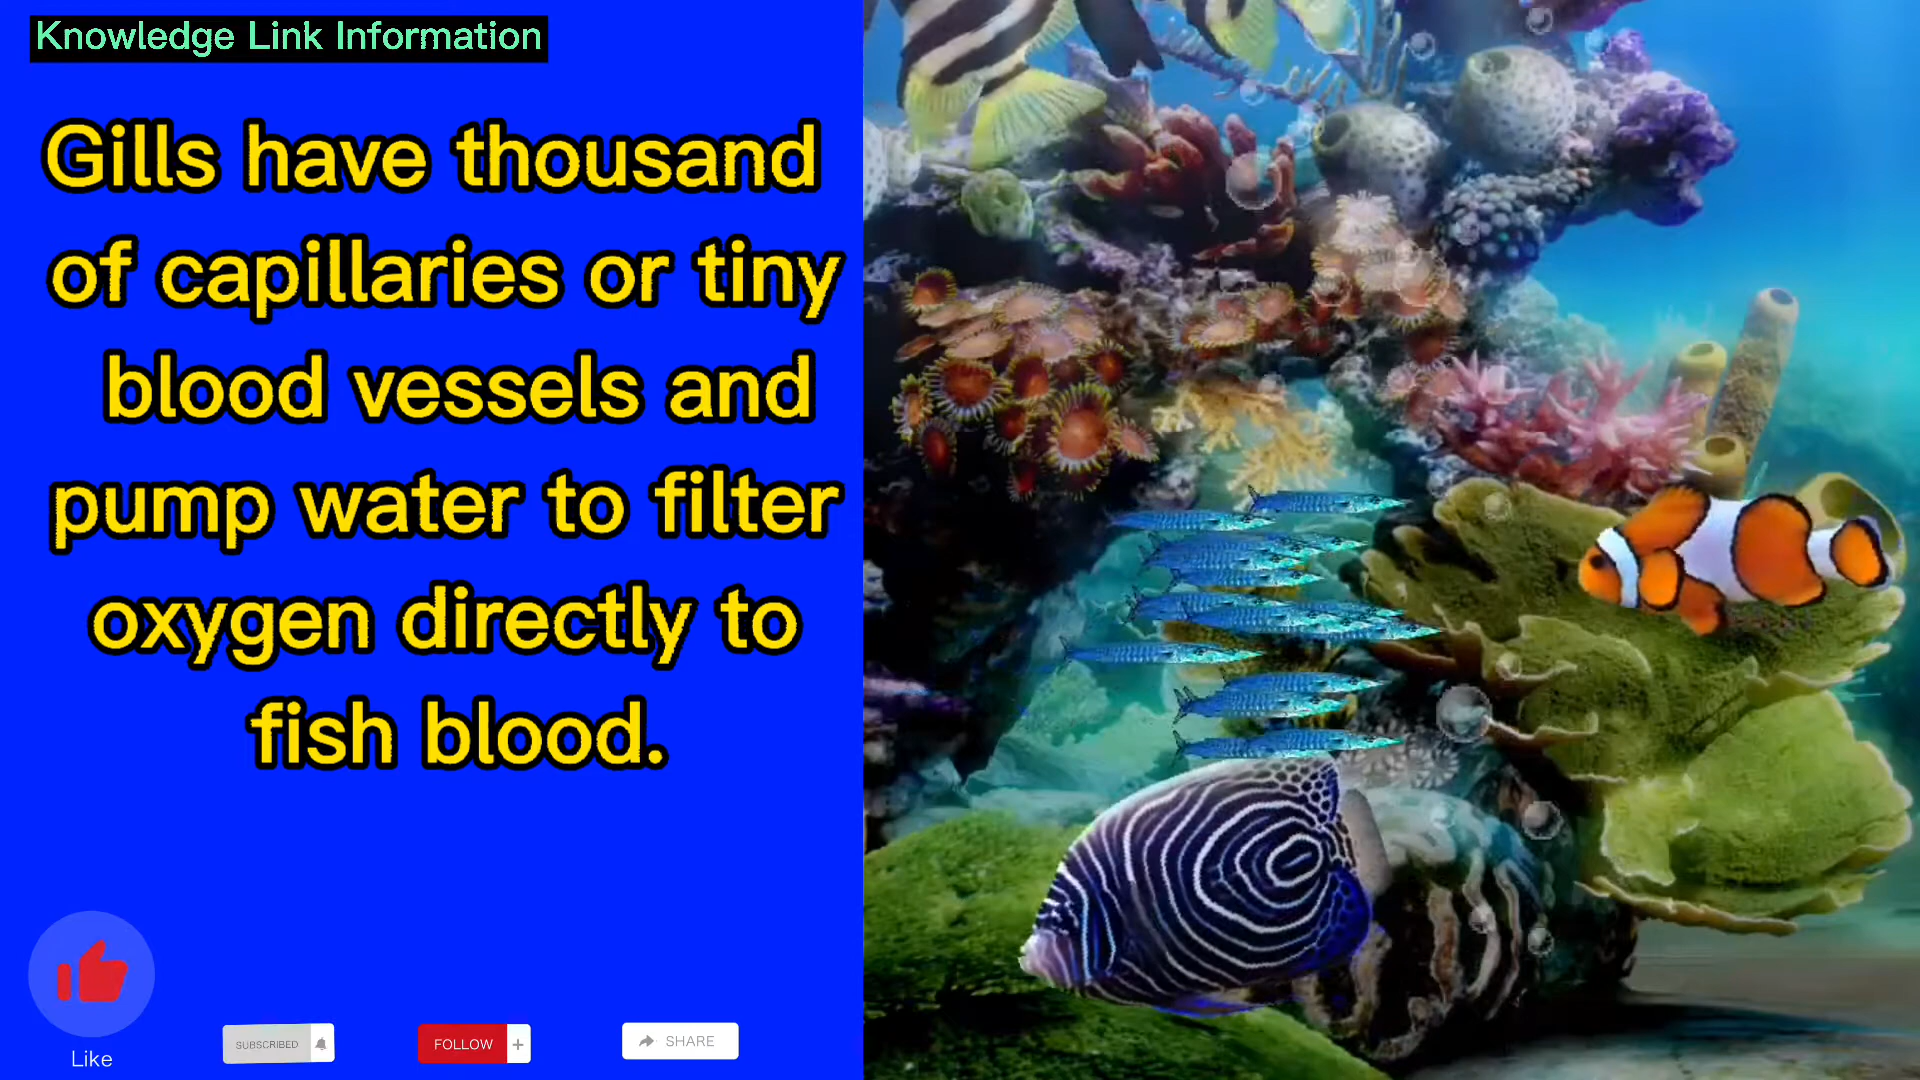 Knowledge Link Information
Gills have thousand
of capillaries or tiny
blood vessels and
pump water to filter
oxygen directly to
fish blood.
Like
SUBSCRIBED
FOLLOW +
SHARE